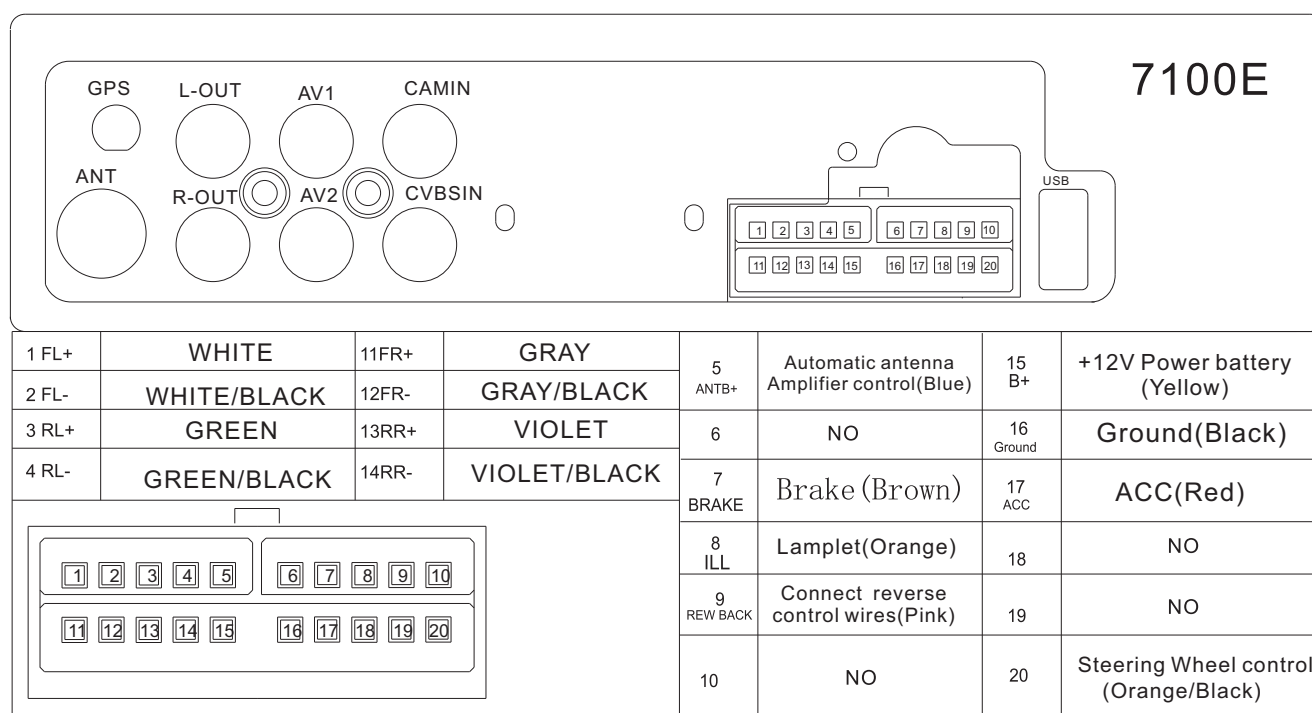 7100E
GPS
L-OUT
AV1
CAMIN
ANT
R-OUT
AV2
CVBSIN
USB
1 2 3 4 5 6 7 8 9 10
11 12 13 14 15 16 17 18 19 20
1 FL+ WHITE 11FR+ GRAY
2 FL- WHITE/BLACK 12FR- GRAY/BLACK
3 RL+ GREEN 13RR+ VIOLET
4 RL- GREEN/BLACK 14RR- VIOLET/BLACK
1 2 3 4 5 6 7 8 9 10
11 12 13 14 15 16 17 18 19 20
5
ANTB+
Automatic antenna
Amplifier control(Blue)
15
B+
+12V Power battery
(Yellow)
6
NO
16
Ground
Ground(Black)
7
BRAKE
Brake(Brown)
17
ACC
ACC(Red)
8
ILL
Lamplet(Orange)
18
NO
9
REW BACK
Connect reverse
control wires(Pink)
19
NO
10
NO
20
Steering Wheel control
(Orange/Black)